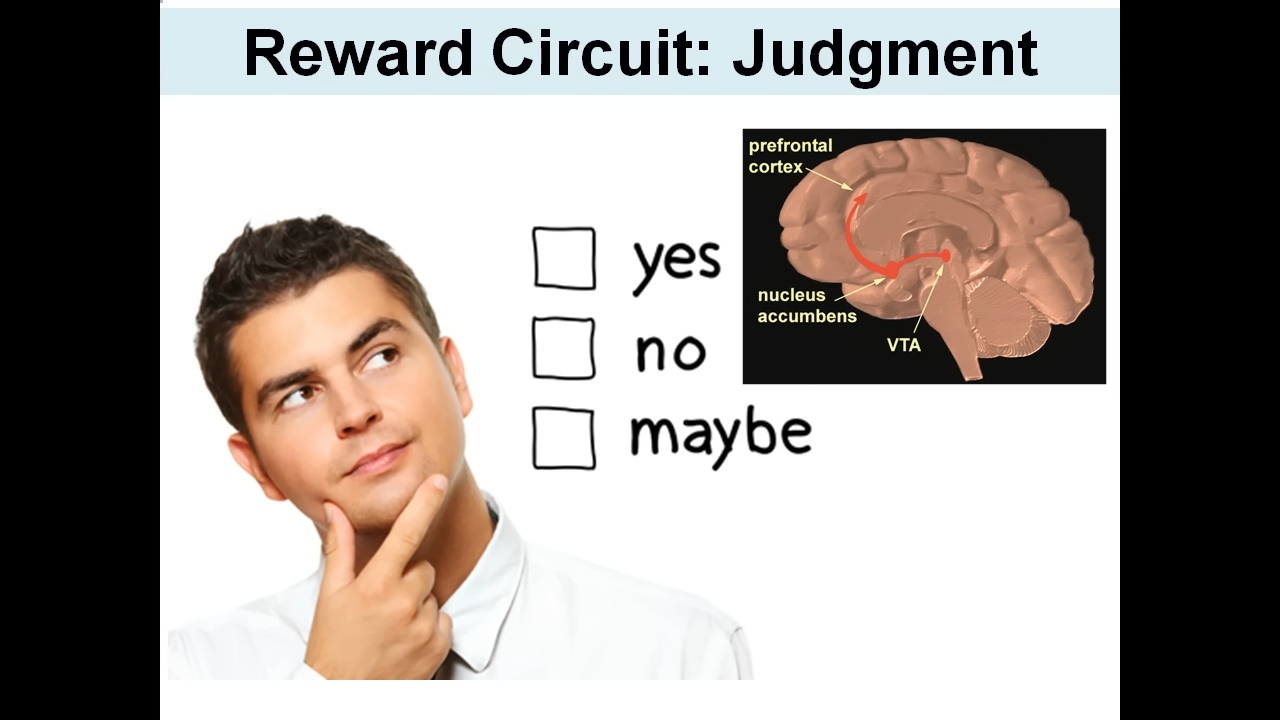 Reward Circuit: Judgment
yes
no
maybe
prefrontal
cortex
nucleus
accumbens
VTA